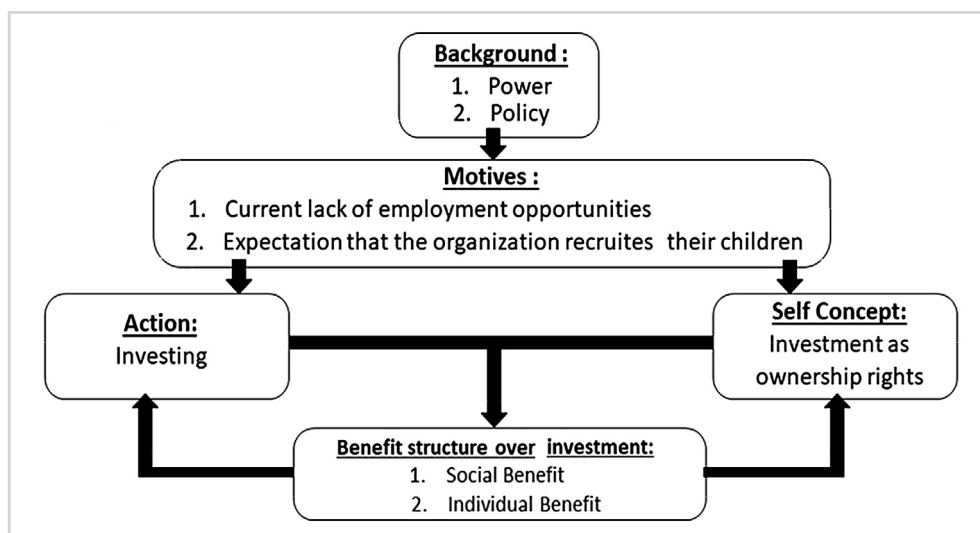 Background :
1. Power
2. Policy
Motives :
1. Current lack of employment opportunities
2. Expectation that the organization recruites their children
Action:
Investing
Self Concept:
Investment as
ownership rights
Benefit structure over investment:
1. Social Benefit
2. Individual Benefit